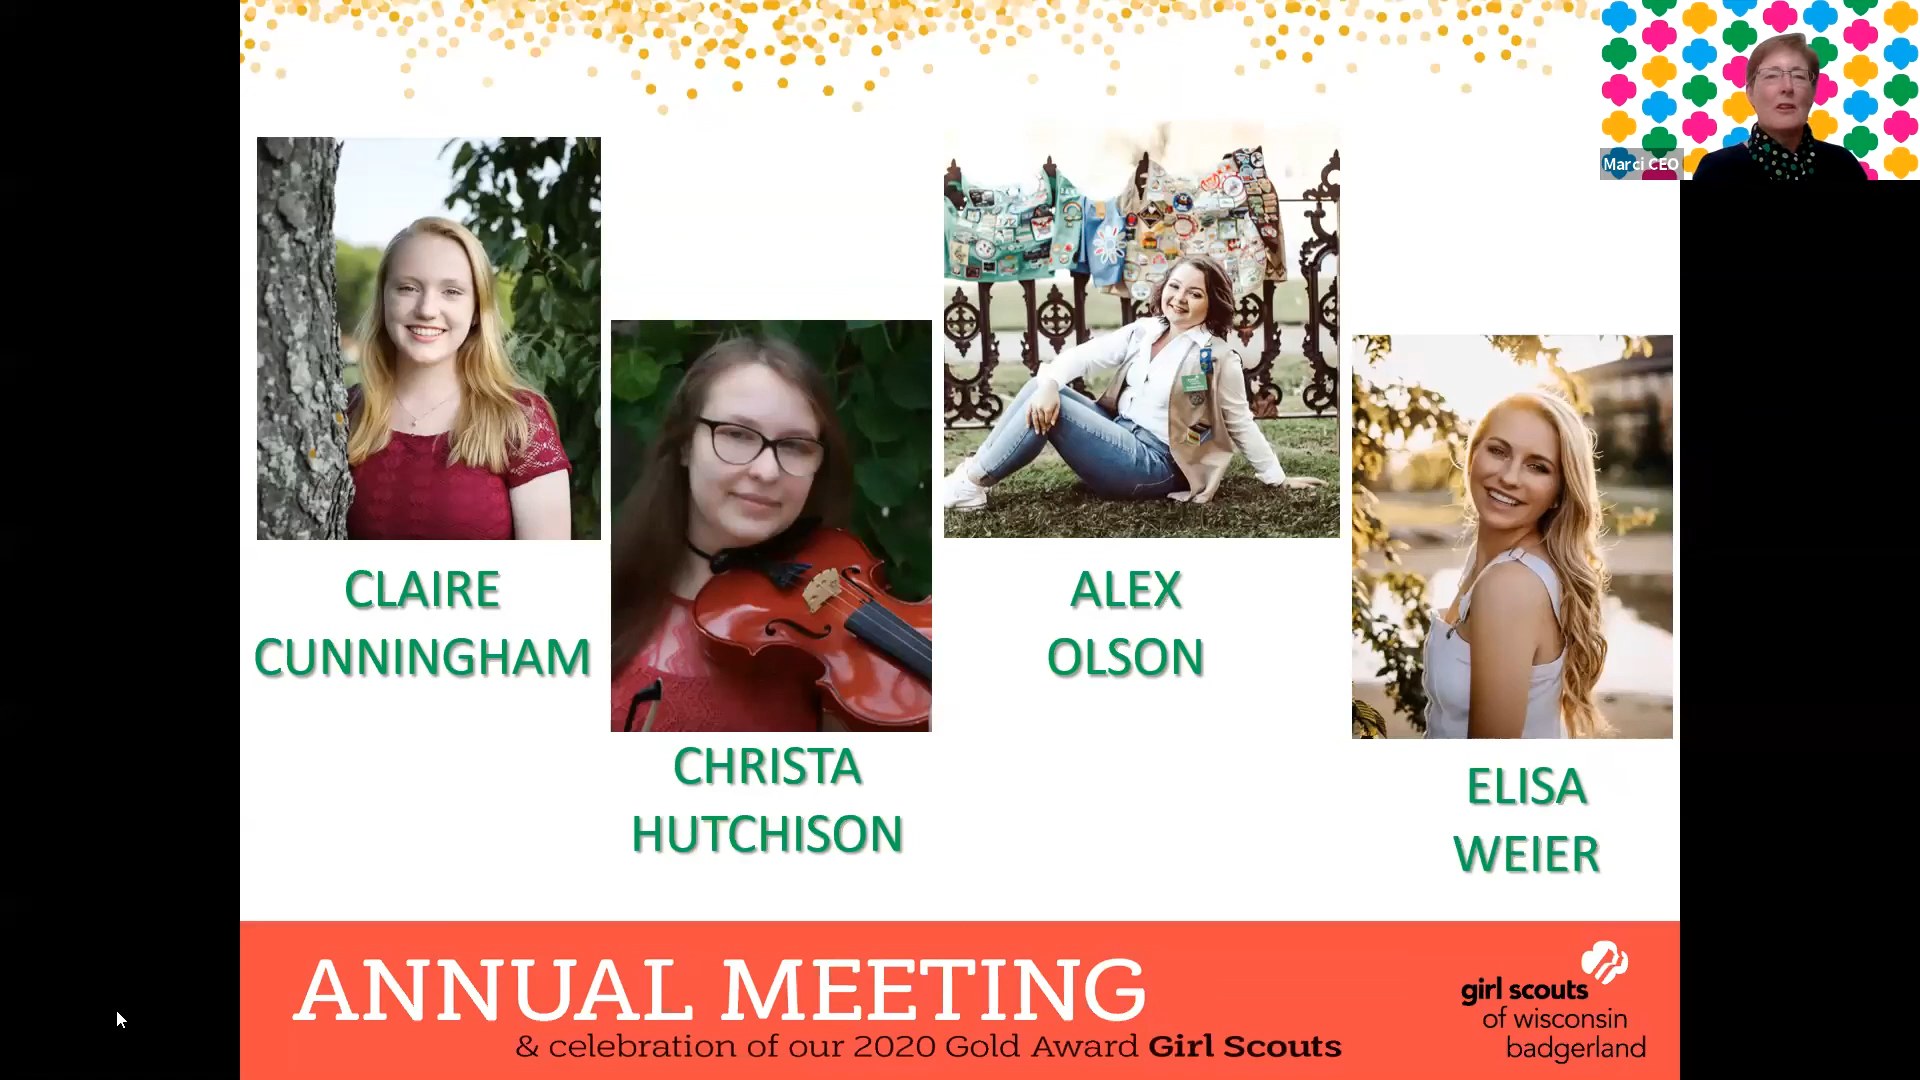 Marci CEO
CLAIRE
CUNNINGHAM
CHRISTA
HUTCHISON
ALEX
OLSON
ELISA
WEIER
ANNUAL MEETING
& celebration of our 2020 Gold Award Girl Scouts
girl scouts
of wisconsin
badgerland